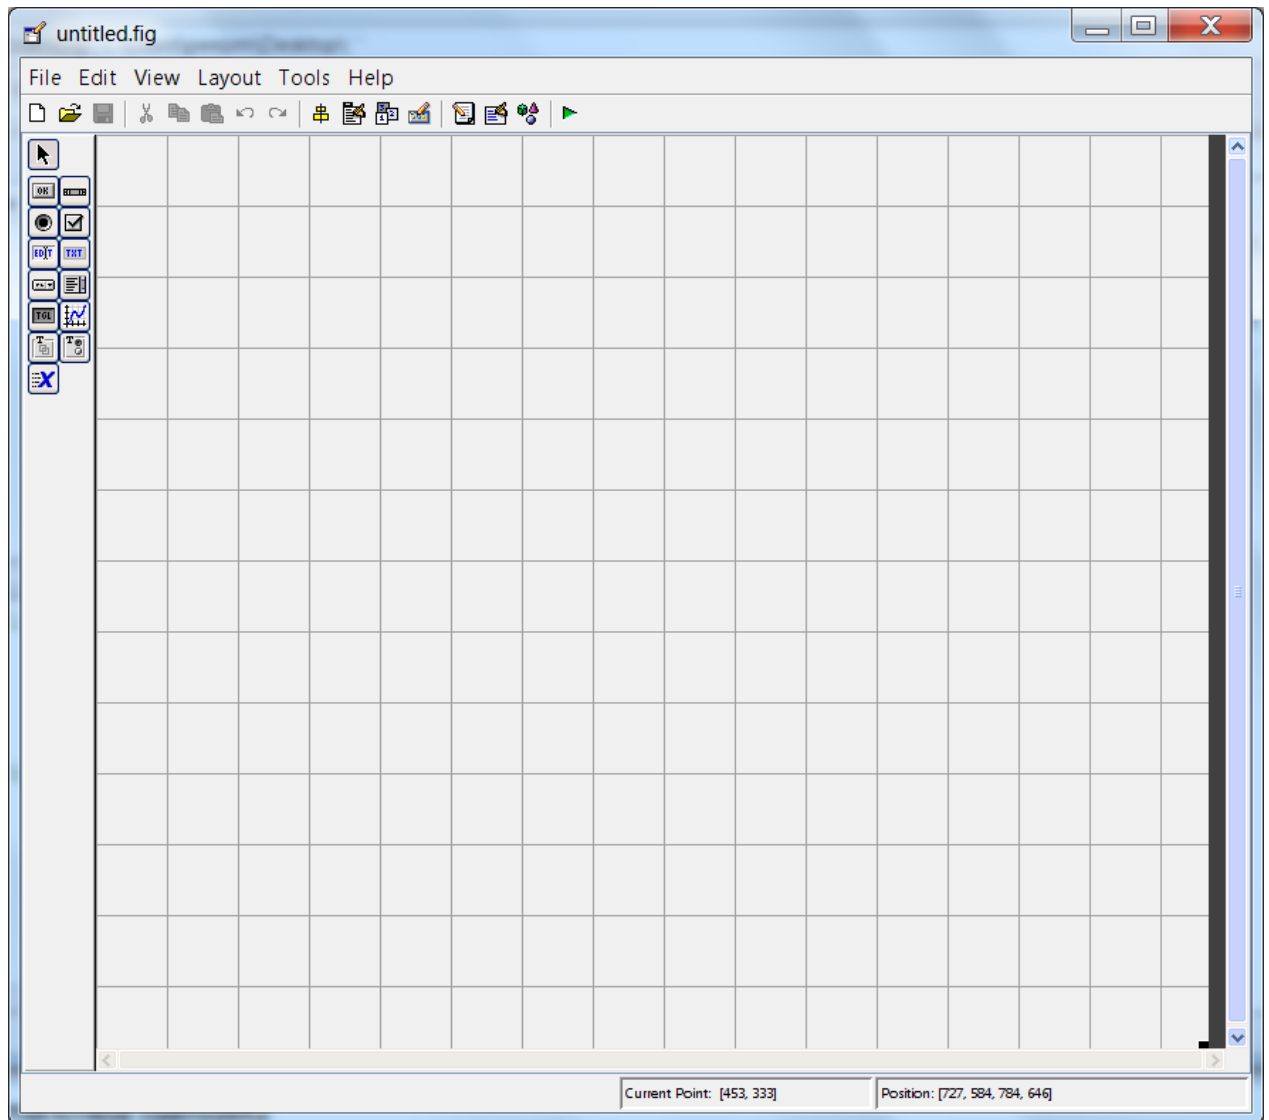 untitled.fig
File Edit View Layout Tools Help
OK
EDIT TXT
TGL
T T
X
Current Point: [453, 333] Position: [727, 584, 784, 646]